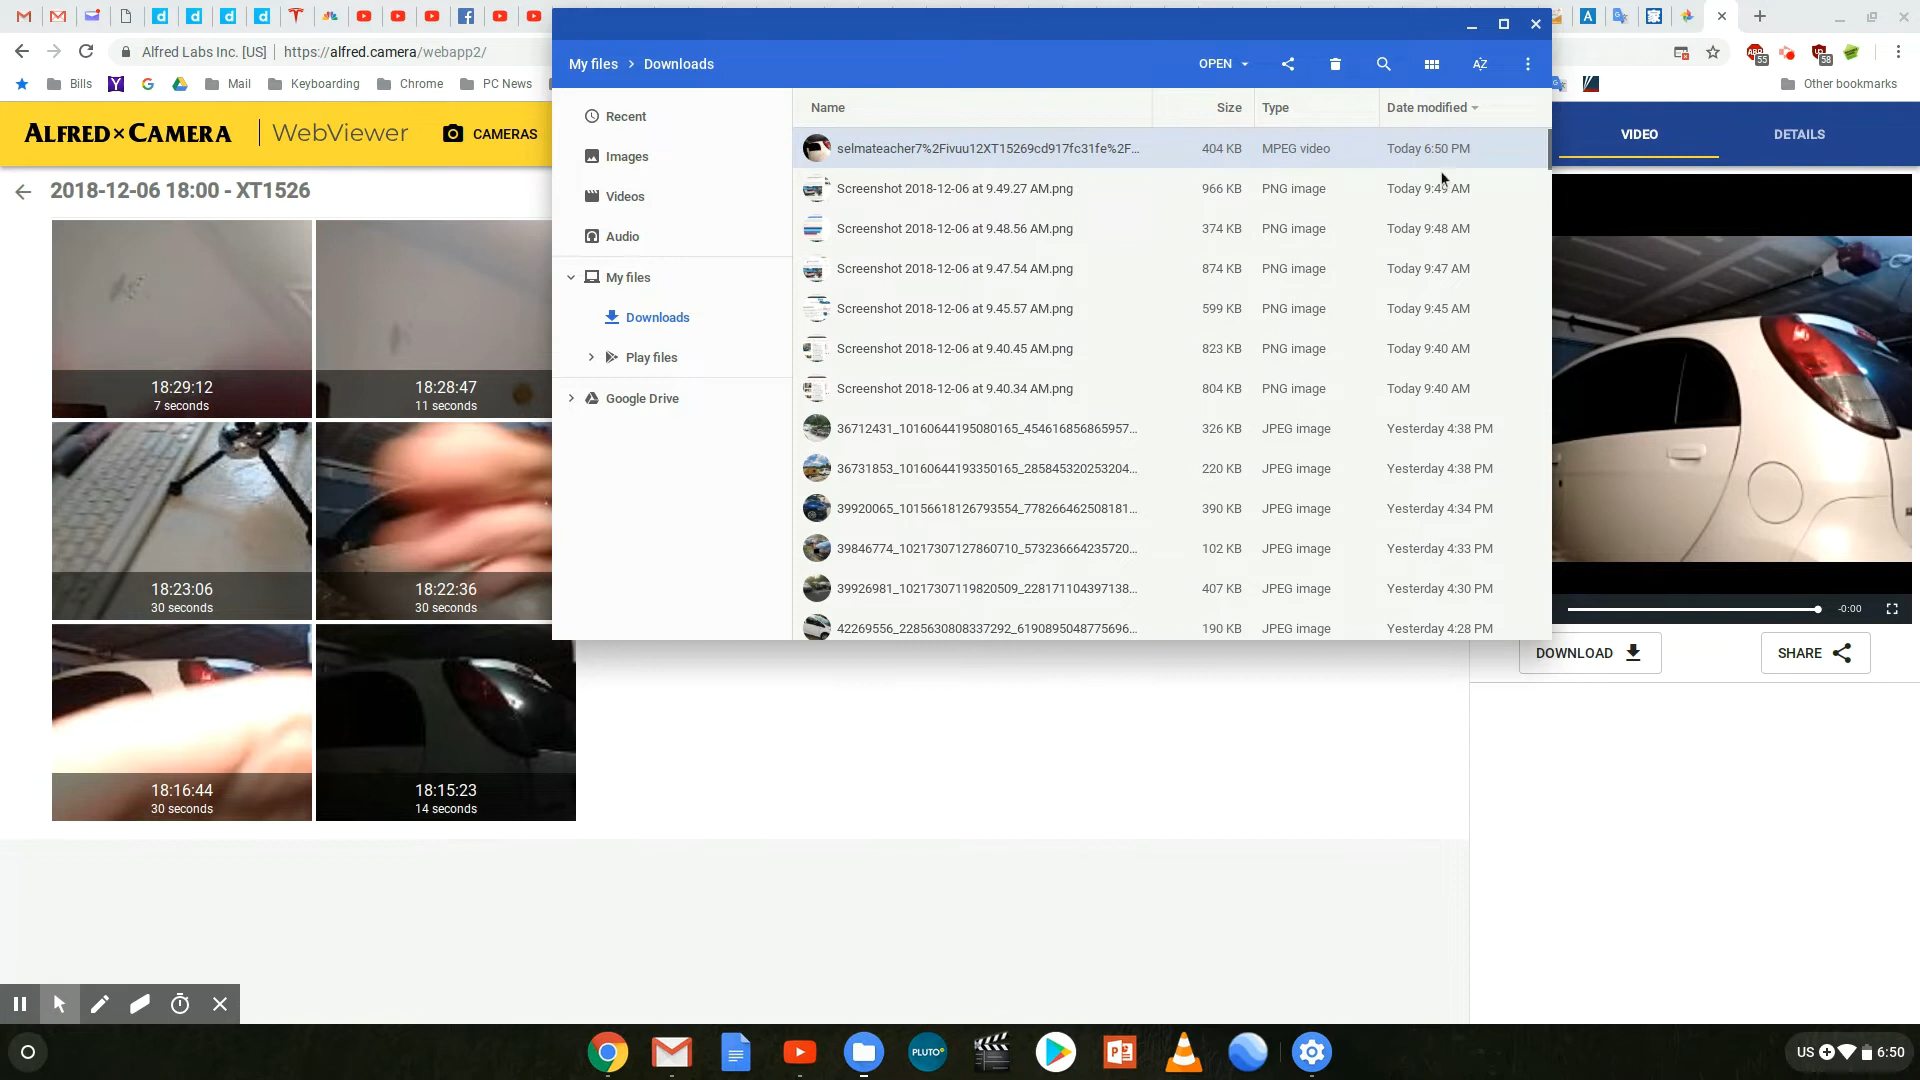 Alfred Labs Inc. [US] https://alfred.camera/webapp2/
Bills
Mail
Keyboarding
Chrome
PC News
Other bookmarks
55
58
ALFRED×CAMERA WebViewer CAMERAS
2018-12-06 18:00 - XT1526
18:29:12
7 seconds
18:28:47
11 seconds
18:23:06
30 seconds
18:22:36
30 seconds
18:16:44
30 seconds
18:15:23
14 seconds
My files > Downloads
OPEN
AZ
Recent
Images
Videos
Audio
My files
Downloads
Play files
Google Drive
Name Size Type Date modified
selmateacher7%2Fivuu12XT15269cd917fc31fe%2F... 404 KB MPEG video Today 6:50 PM
Screenshot 2018-12-06 at 9.49.27 AM.png 966 KB PNG image Today 9:49 AM
Screenshot 2018-12-06 at 9.48.56 AM.png 374 KB PNG image Today 9:48 AM
Screenshot 2018-12-06 at 9.47.54 AM.png 874 KB PNG image Today 9:47 AM
Screenshot 2018-12-06 at 9.45.57 AM.png 599 KB PNG image Today 9:45 AM
Screenshot 2018-12-06 at 9.40.45 AM.png 823 KB PNG image Today 9:40 AM
Screenshot 2018-12-06 at 9.40.34 AM.png 804 KB PNG image Today 9:40 AM
36712431_10160644195080165_454616856865957... 326 KB JPEG image Yesterday 4:38 PM
36731853_10160644193350165_285845320253204... 220 KB JPEG image Yesterday 4:38 PM
39920065_10156618126793554_778266462508181... 390 KB JPEG image Yesterday 4:34 PM
39846774_10217307127860710_573236664235720... 102 KB JPEG image Yesterday 4:33 PM
39926981_10217307119820509_228171104397138... 407 KB JPEG image Yesterday 4:30 PM
42269556_2285630808337292_6190895048775696... 190 KB JPEG image Yesterday 4:28 PM
VIDEO
DETAILS
-0:00
DOWNLOAD
SHARE
PLUTO
US 6:50